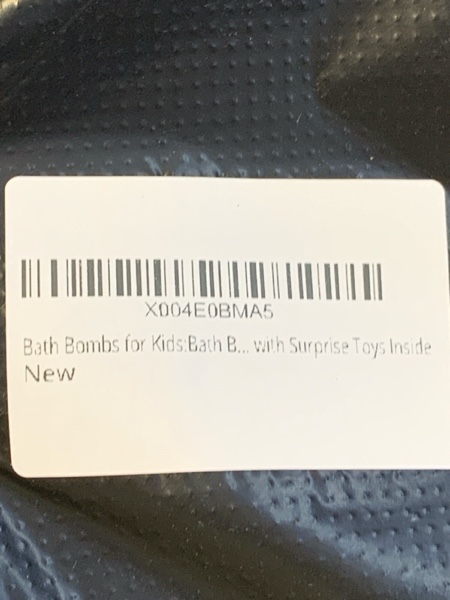 X004E0BMA5
Bath Bombs for Kids:Bath B... with Surprise Toys Inside
New